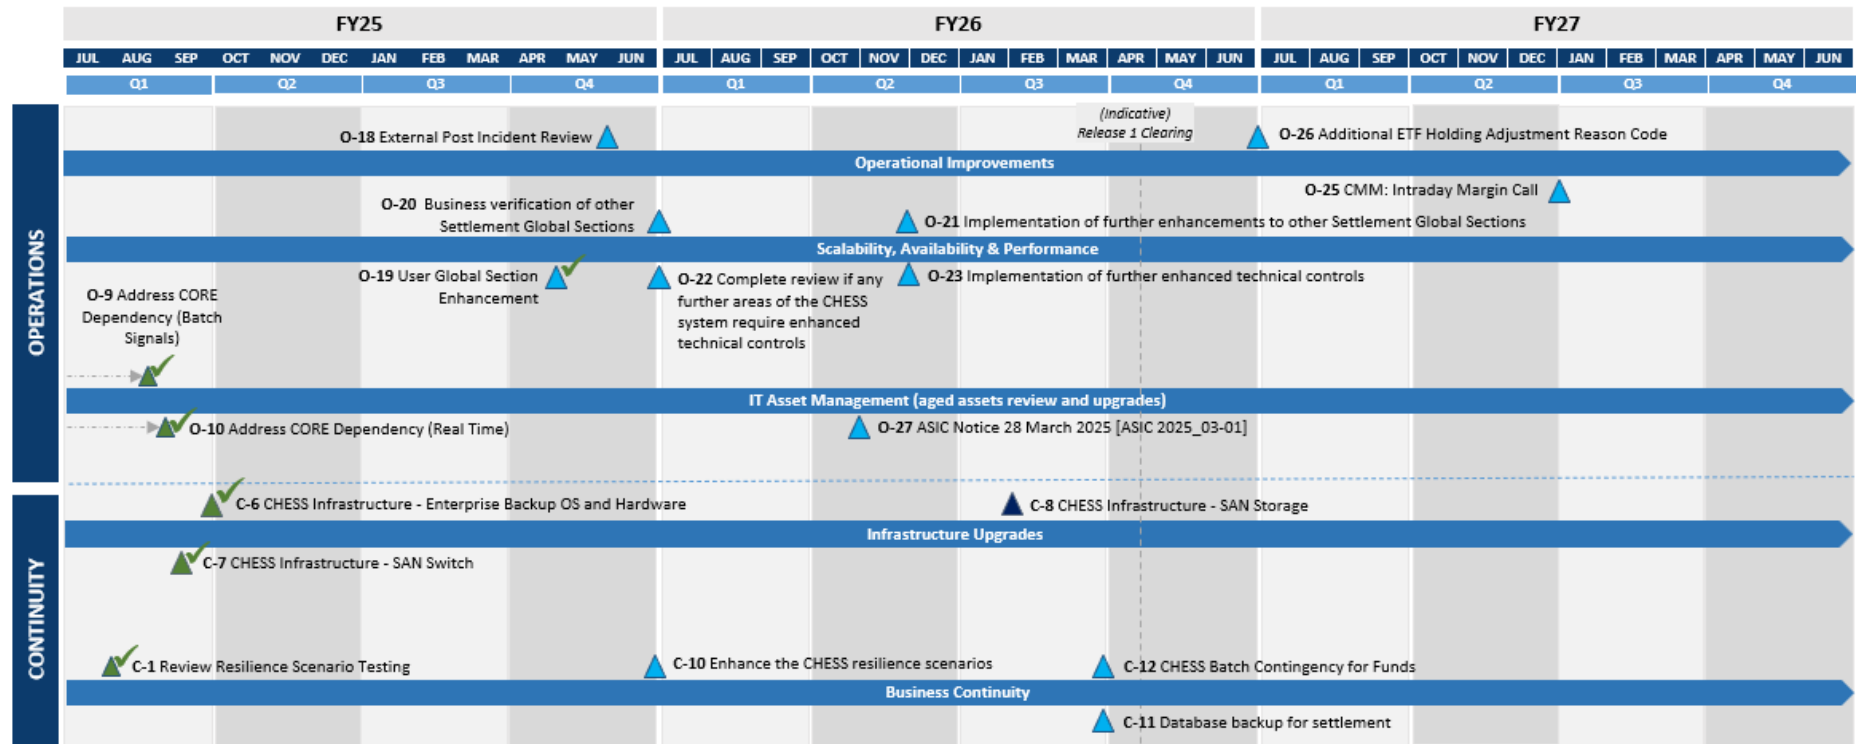 FY25 FY26 FY27
JUL AUG SEP OCT NOV DEC JAN FEB MAR APR MAY JUN JUL AUG SEP OCT NOV DEC JAN FEB MAR APR MAY JUN JUL AUG SEP OCT NOV DEC JAN FEB MAR APR MAY JUN
Q1 Q2 Q3 Q4 Q1 Q2 Q3 Q4 Q1 Q2 Q3 Q4
OPERATIONS
(Indicative)
Release 1 Clearing
O-18 External Post Incident Review
O-26 Additional ETF Holding Adjustment Reason Code
Operational Improvements
O-25 CMM: Intraday Margin Call
O-20 Business verification of other
Settlement Global Sections
O-21 Implementation of further enhancements to other Settlement Global Sections
Scalability, Availability & Performance
O-19 User Global Section
Enhancement
O-22 Complete review if any
further areas of the CHESS
system require enhanced
technical controls
O-23 Implementation of further enhanced technical controls
O-9 Address CORE
Dependency (Batch
Signals)
IT Asset Management (aged assets review and upgrades)
O-10 Address CORE Dependency (Real Time)
O-27 ASIC Notice 28 March 2025 [ASIC 2025_03-01]
CONTINUITY
C-6 CHESS Infrastructure - Enterprise Backup OS and Hardware
C-8 CHESS Infrastructure - SAN Storage
Infrastructure Upgrades
C-7 CHESS Infrastructure - SAN Switch
C-1 Review Resilience Scenario Testing
C-10 Enhance the CHESS resilience scenarios
C-12 CHESS Batch Contingency for Funds
Business Continuity
C-11 Database backup for settlement